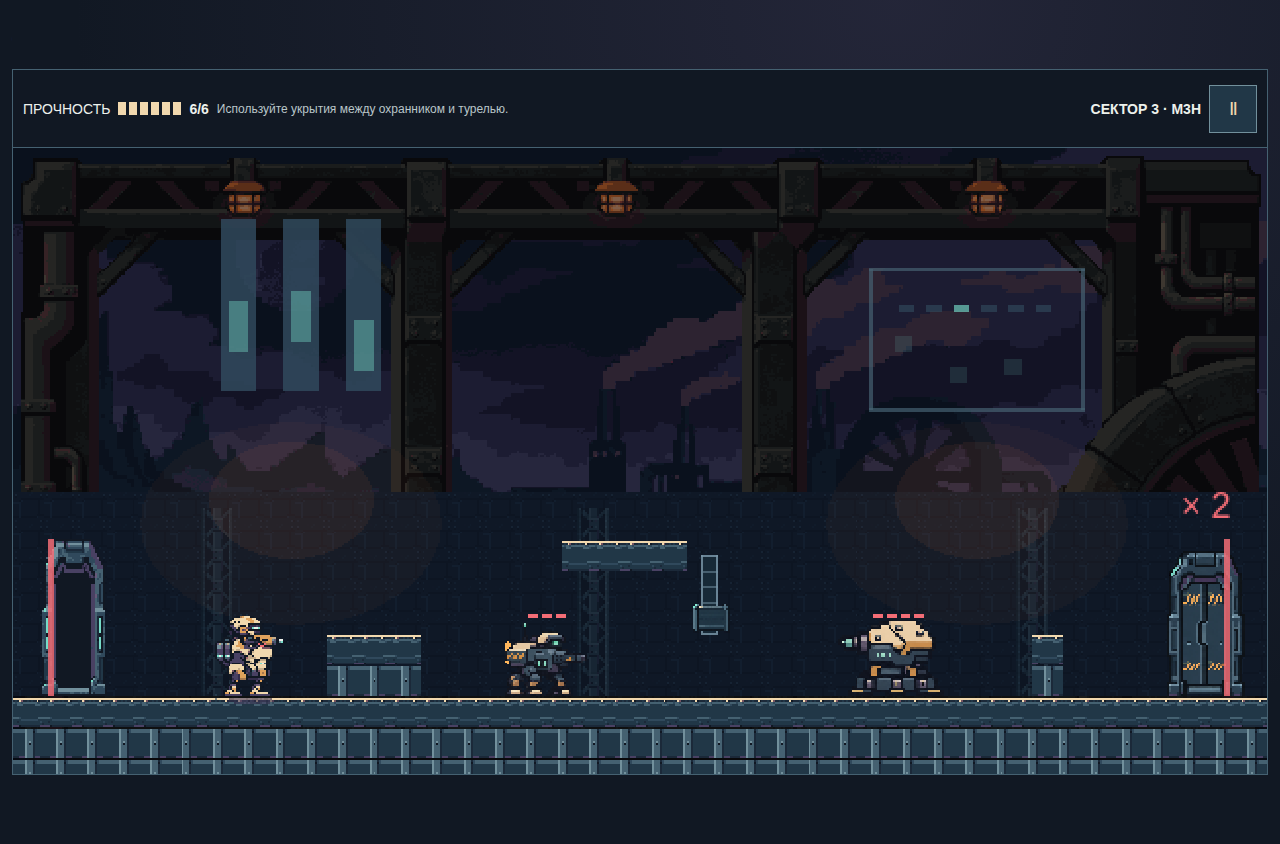 ПРОЧНОСТЬ 6/6 Используйте укрытия между охранником и турелью.
СЕКТОР 3 · МЗН
× 2